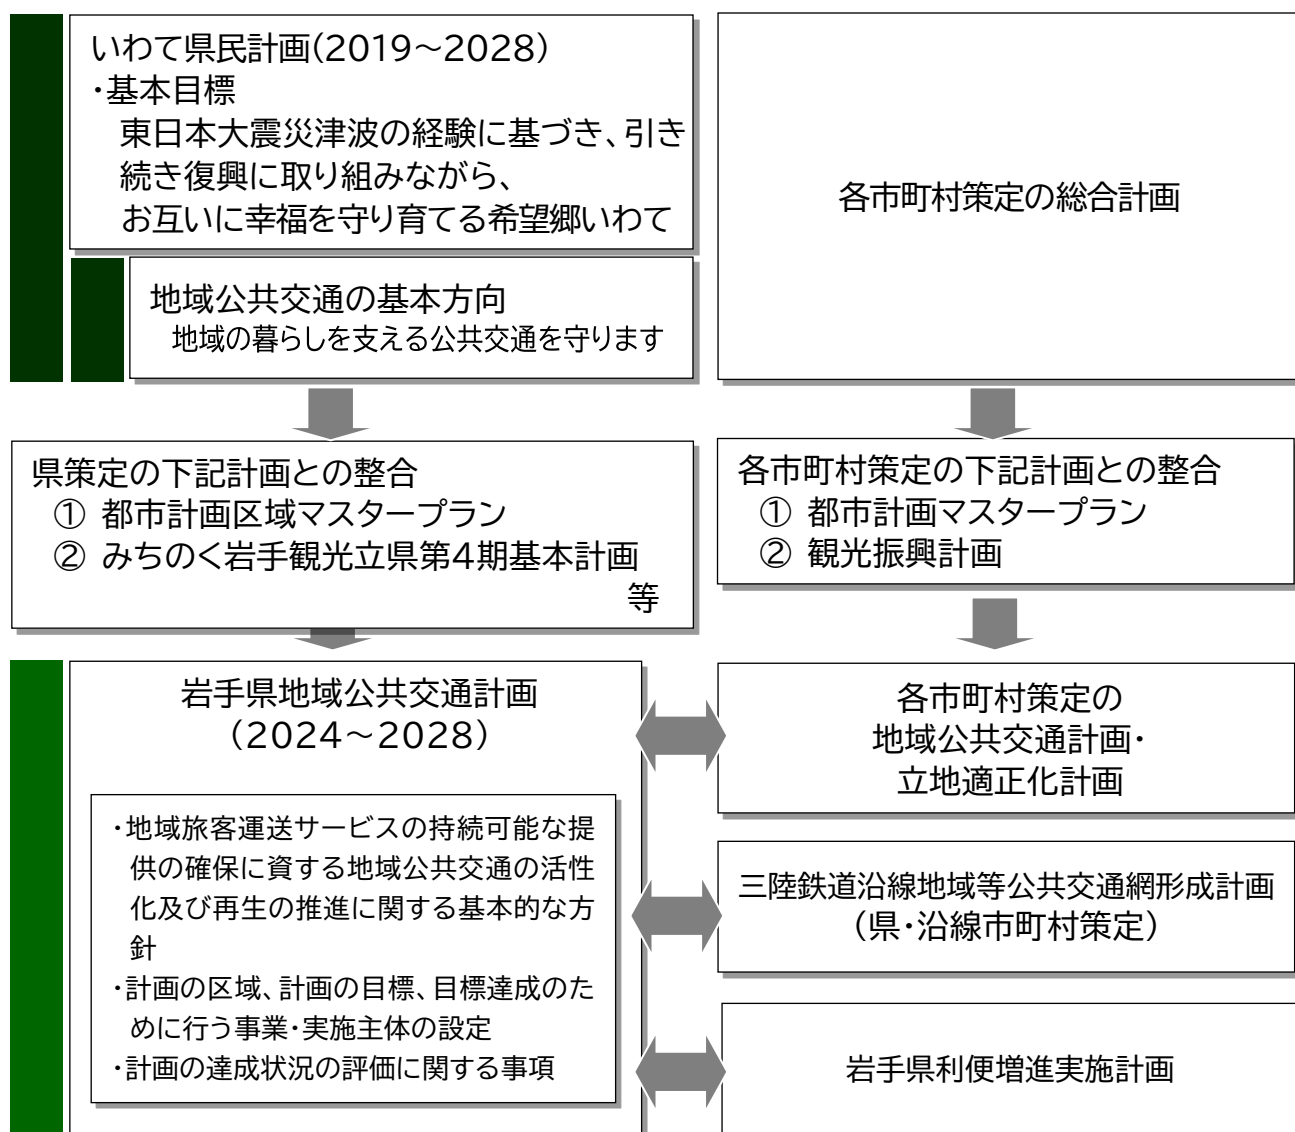 いわて県民計画(2019～2028)
・基本目標
東日本大震災津波の経験に基づき、引き
続き復興に取り組みながら、
お互いに幸福を守り育てる希望郷いわて
地域公共交通の基本方向
地域の暮らしを支える公共交通を守ります
各市町村策定の総合計画
県策定の下記計画との整合
① 都市計画区域マスタープラン
② みちのく岩手観光立県第4期基本計画
等
各市町村策定の下記計画との整合
① 都市計画マスタープラン
② 観光振興計画
岩手県地域公共交通計画
(2024～2028)
・地域旅客運送サービスの持続可能な提
供の確保に資する地域公共交通の活性
化及び再生の推進に関する基本的な方
針
・計画の区域、計画の目標、目標達成のた
めに行う事業・実施主体の設定
・計画の達成状況の評価に関する事項
各市町村策定の
地域公共交通計画・
立地適正化計画
三陸鉄道沿線地域等公共交通網形成計画
(県・沿線市町村策定)
岩手県利便増進実施計画